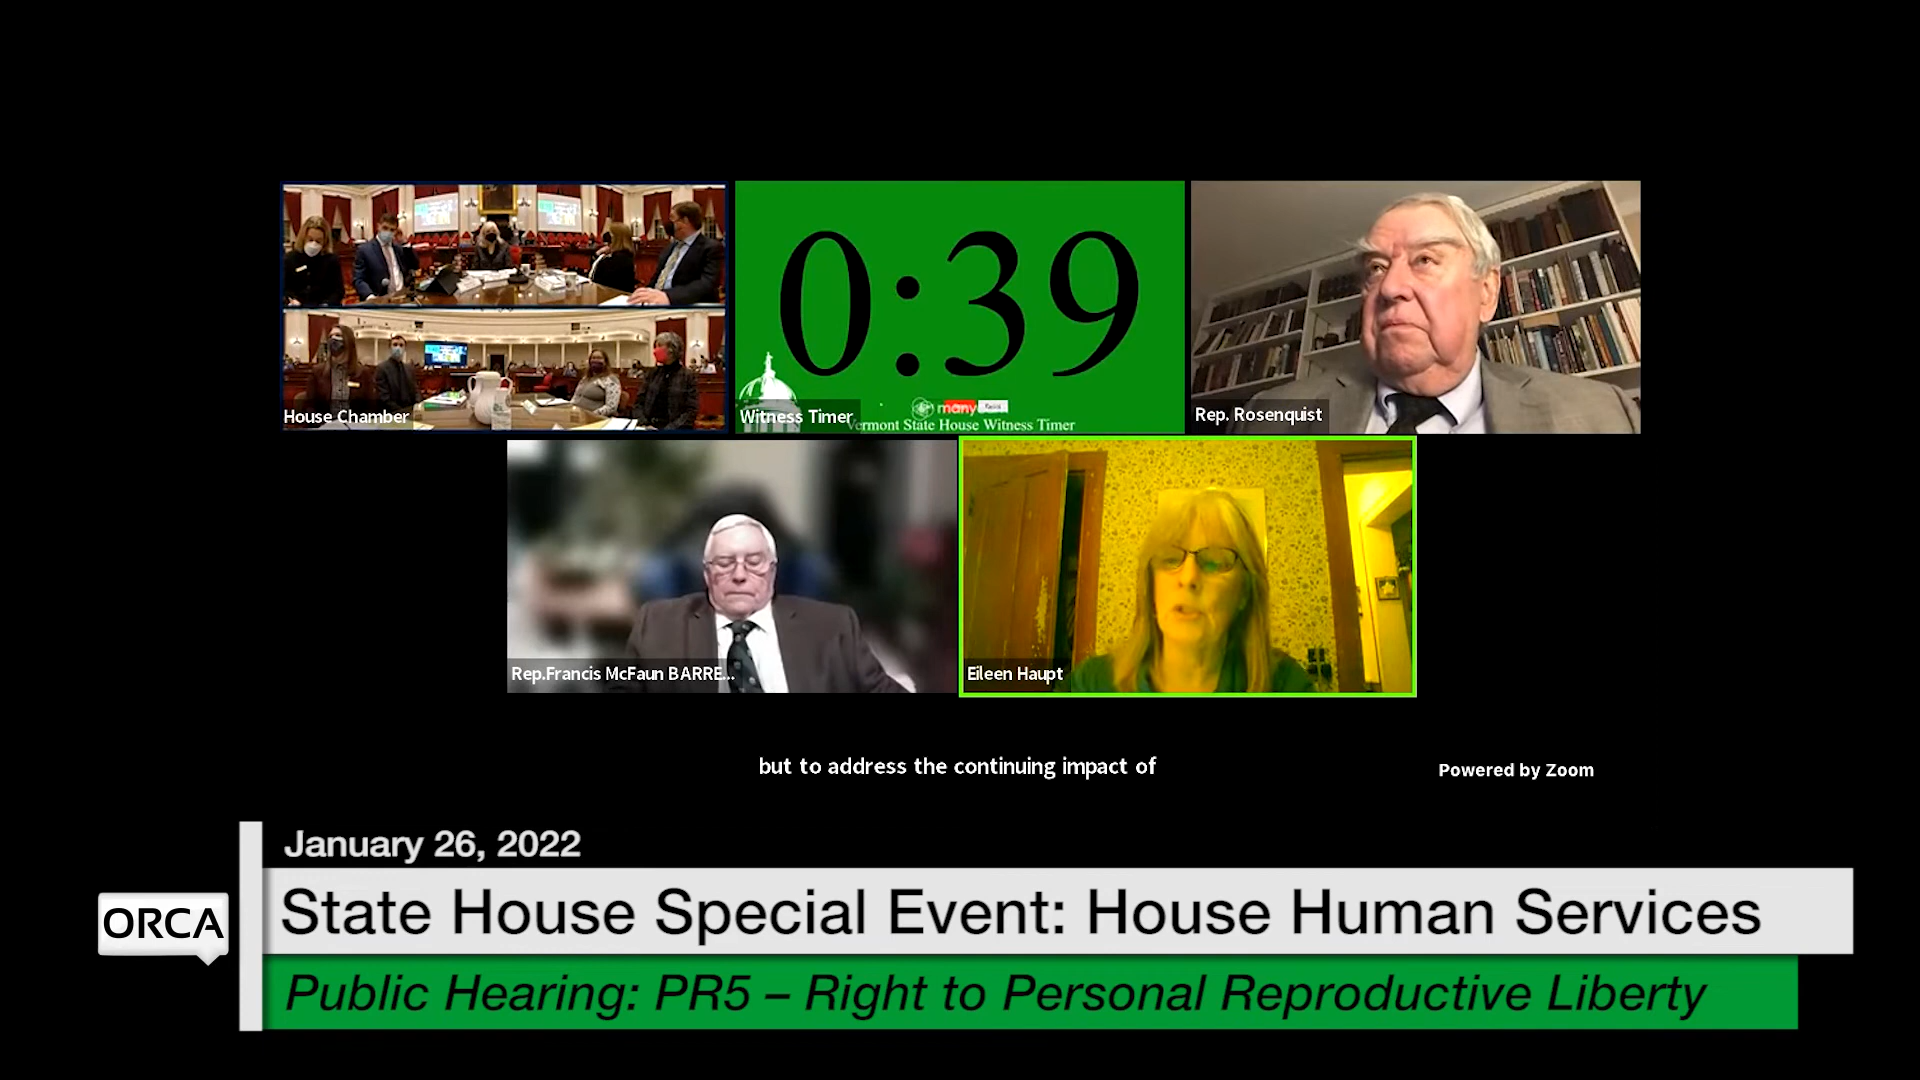 0:39
many
House Chamber
Witness Timer
Vermont State House Witness Timer
Rep. Rosenquist
Rep.Francis McFaun BARRE...
Eileen Haupt
but to address the continuing impact of
Powered by Zoom
January 26, 2022
ORCA
State House Special Event: House Human Services
Public Hearing: PR5 – Right to Personal Reproductive Liberty